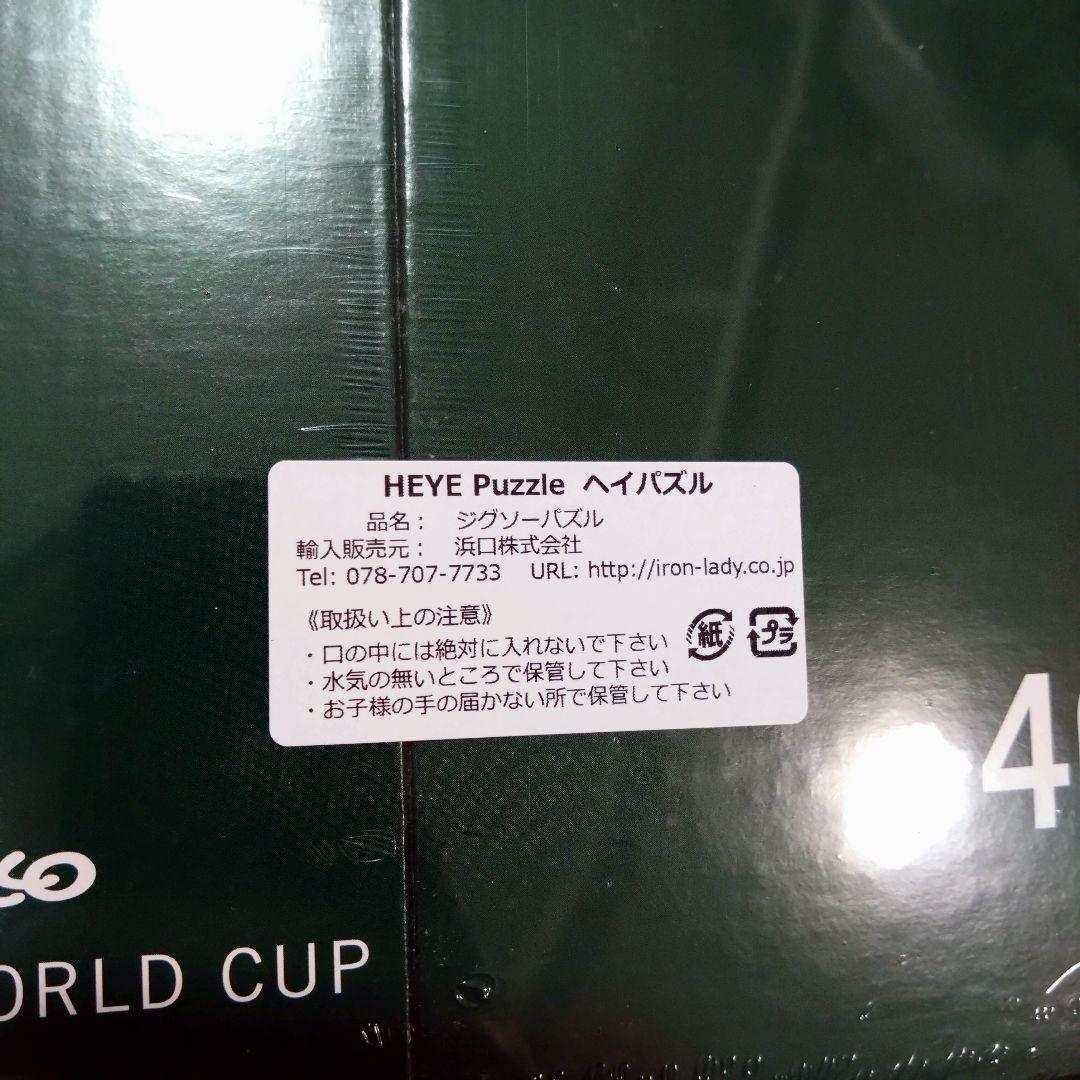 HEYE Puzzle ヘイパズル
品名： ジグソーパズル
輸入販売元： 浜口株式会社
Tel: 078-707-7733 URL: http://iron-lady.co.jp
《取扱い上の注意》
・口の中には絶対に入れないで下さい
・水気の無いところで保管して下さい
・お子様の手の届かない所で保管して下さい
紙 プラ
4
ORLD CUP